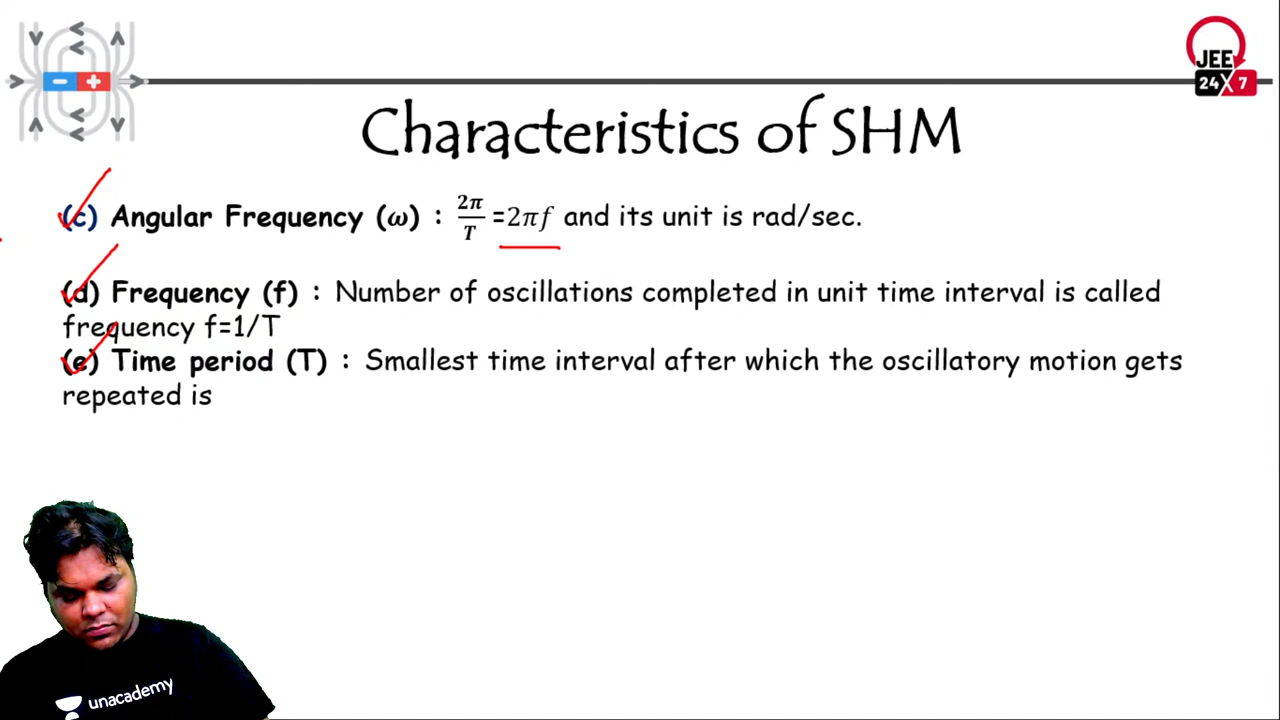 JEE
24X7
Characteristics of SHM
(c) Angular Frequency (ω) : 2π/T =2πf and its unit is rad/sec.
(d) Frequency (f) : Number of oscillations completed in unit time interval is called
frequency f=1/T
(e) Time period (T) : Smallest time interval after which the oscillatory motion gets
repeated is
unacademy